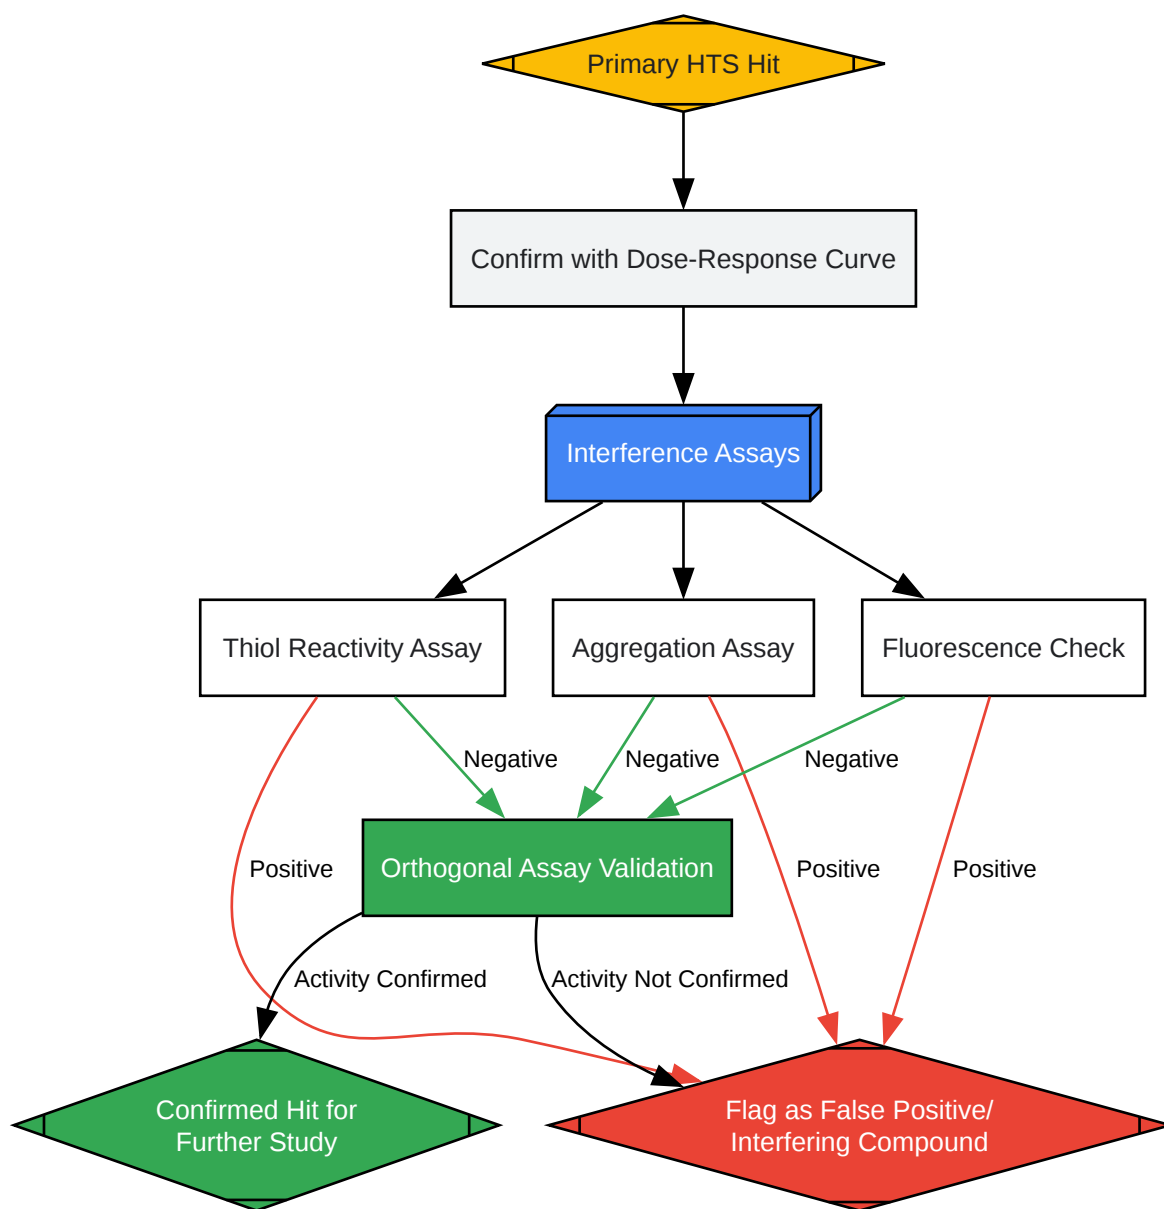 Primary HTS Hit
Confirm with Dose-Response Curve
Interference Assays
Thiol Reactivity Assay
Aggregation Assay
Fluorescence Check
Negative
Negative
Negative
Positive
Orthogonal Assay Validation
Positive
Positive
Activity Confirmed
Activity Not Confirmed
Confirmed Hit for
Further Study
Flag as False Positive/
Interfering Compound